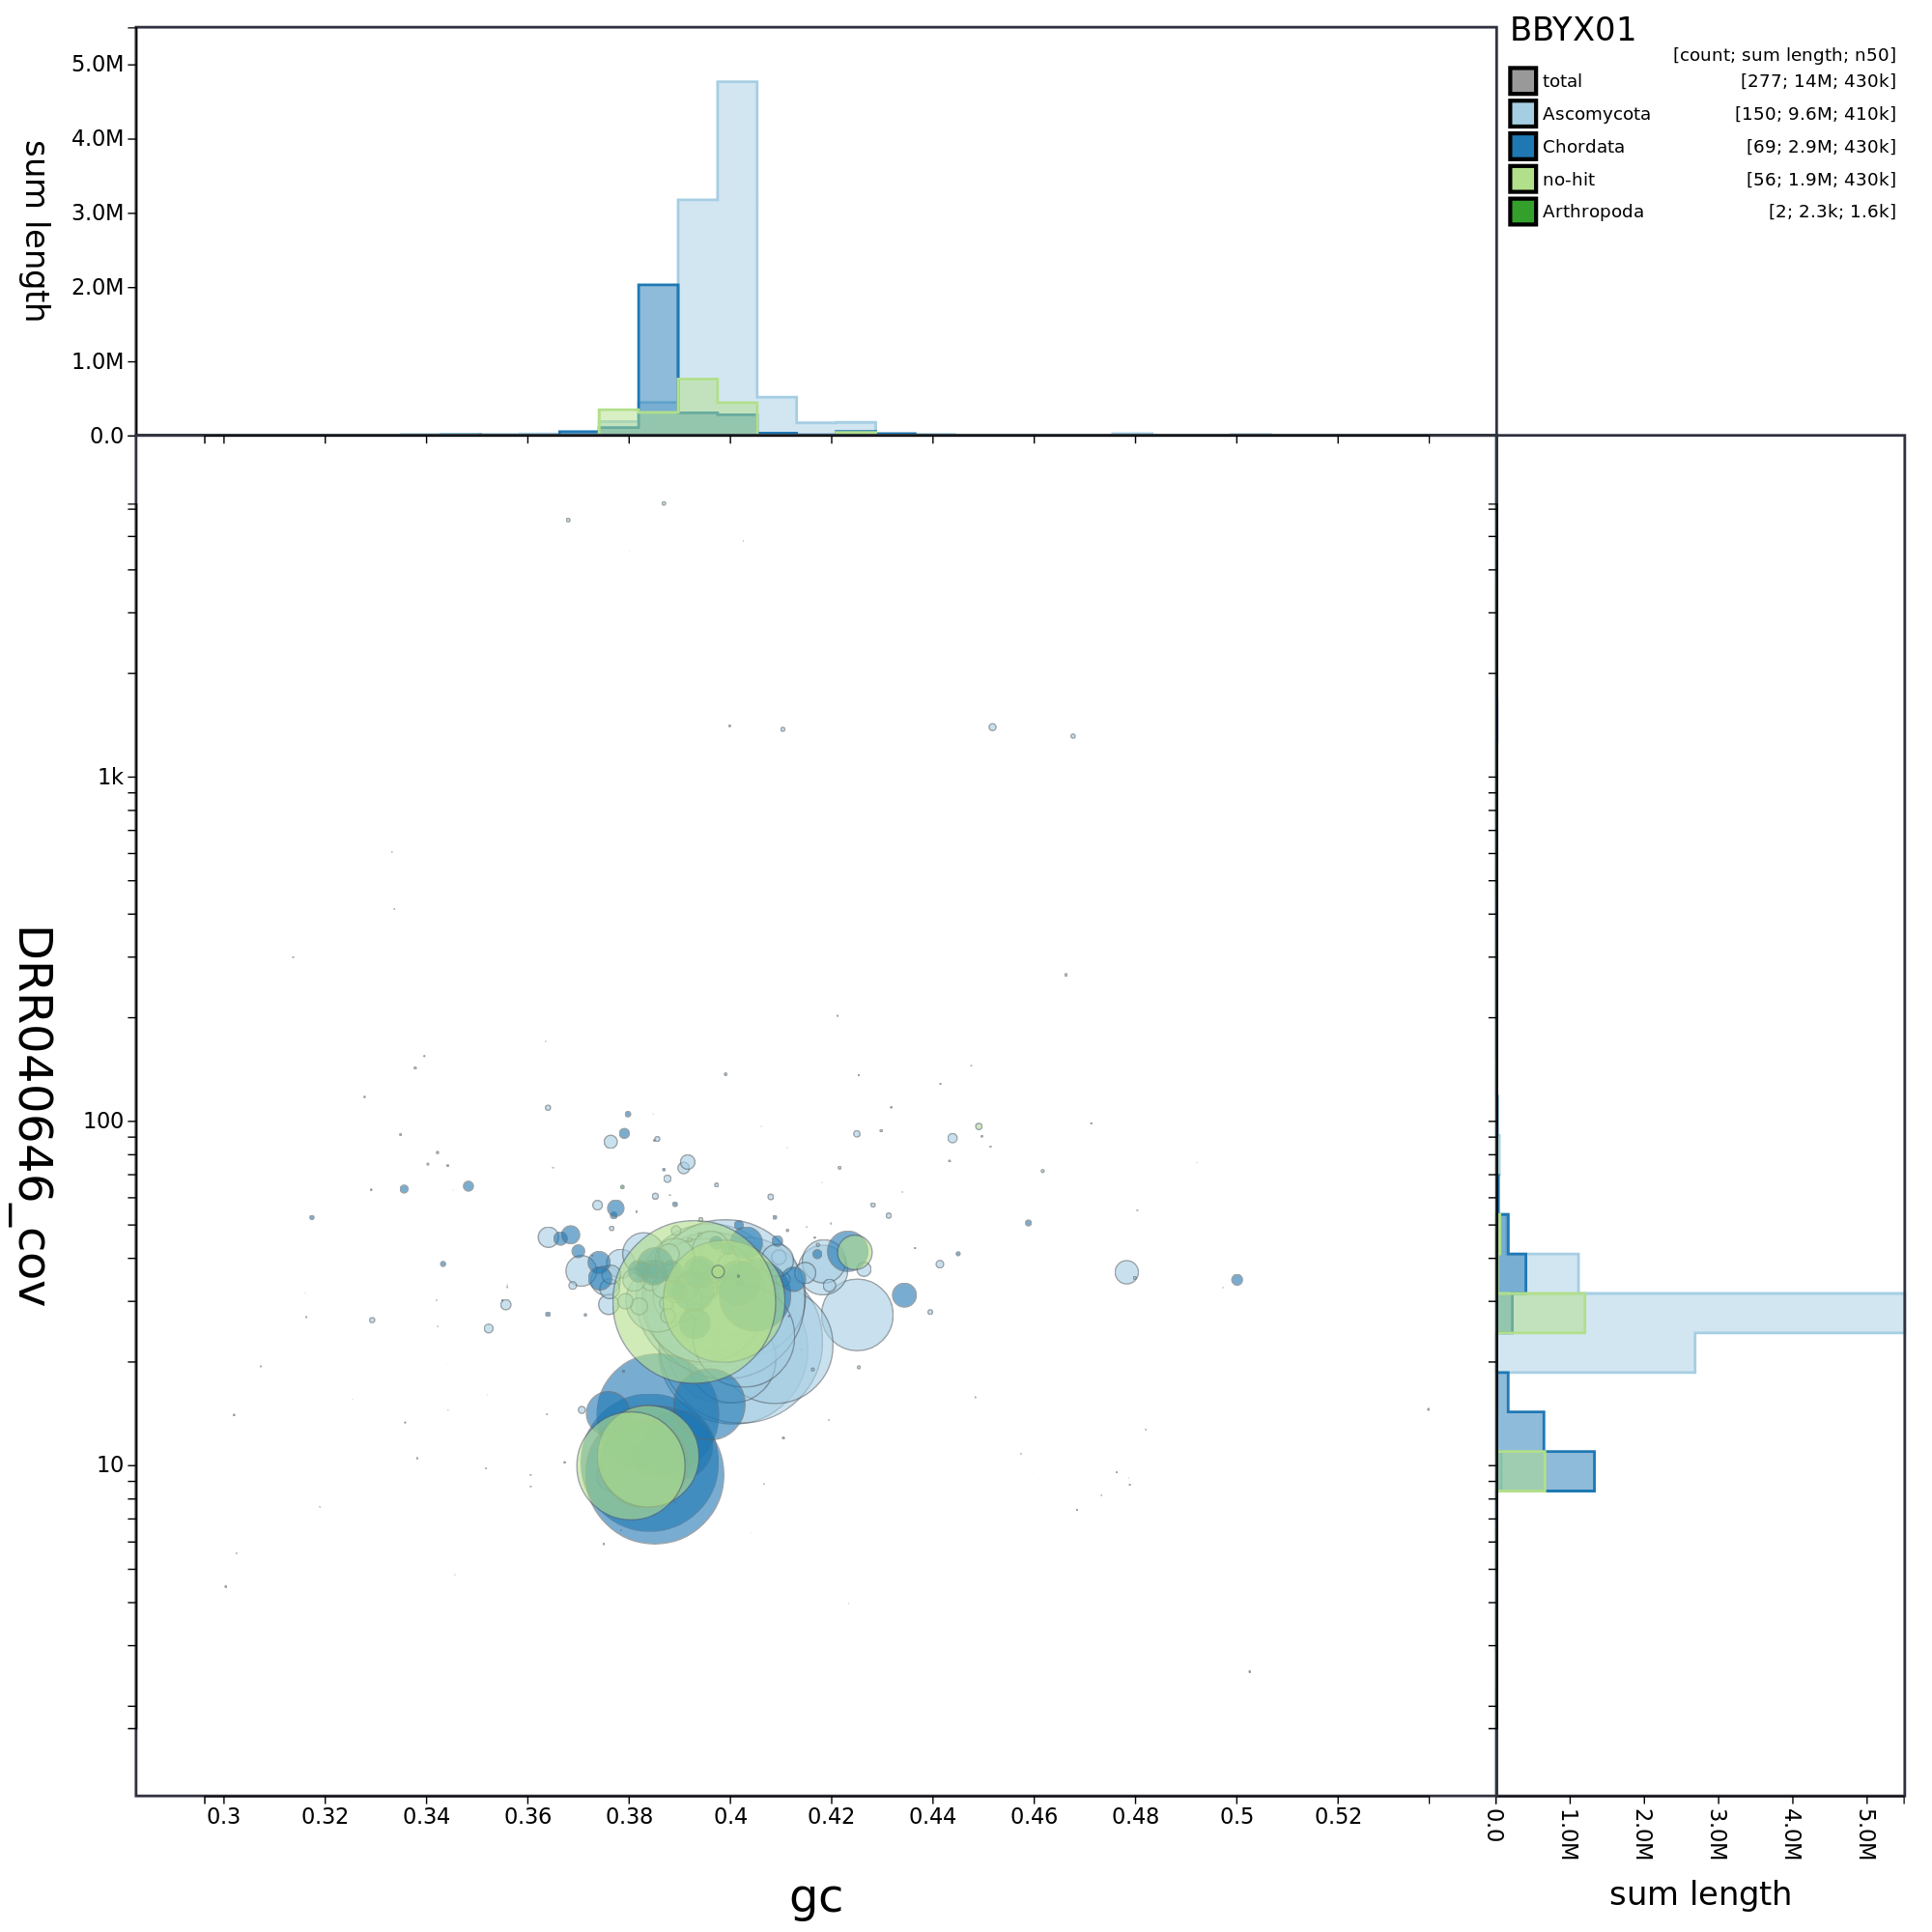 BBYX01
[count; sum length; n50]
total [277; 14M; 430k]
Ascomycota [150; 9.6M; 410k]
Chordata [69; 2.9M; 430k]
no-hit [56; 1.9M; 430k]
Arthropoda [2; 2.3k; 1.6k]
sum length
5.0M
4.0M
3.0M
2.0M
1.0M
0.0
DRR040646_cov
1k
100
10
0.3 0.32 0.34 0.36 0.38 0.4 0.42 0.44 0.46 0.48 0.5 0.52
gc
0.0 1.0M 2.0M 3.0M 4.0M 5.0M
sum length